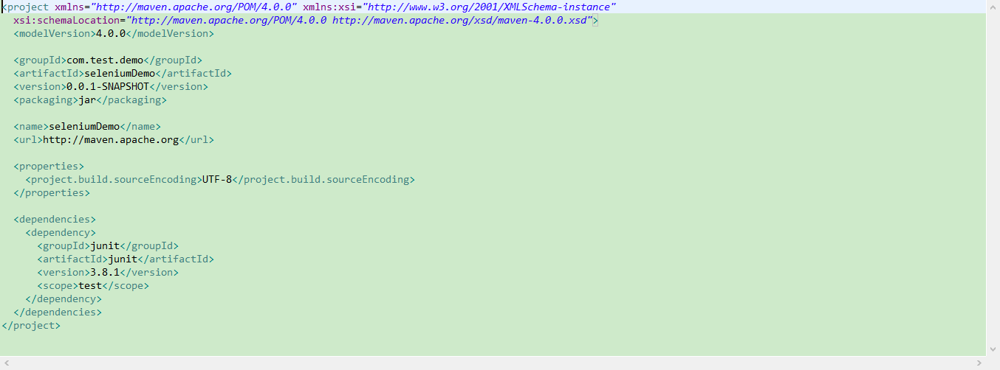 <project xmlns="http://maven.apache.org/POM/4.0.0" xmlns:xsi="http://www.w3.org/2001/XMLSchema-instance"
  xsi:schemaLocation="http://maven.apache.org/POM/4.0.0 http://maven.apache.org/xsd/maven-4.0.0.xsd">
  <modelVersion>4.0.0</modelVersion>

  <groupId>com.test.demo</groupId>
  <artifactId>seleniumDemo</artifactId>
  <version>0.0.1-SNAPSHOT</version>
  <packaging>jar</packaging>

  <name>seleniumDemo</name>
  <url>http://maven.apache.org</url>

  <properties>
    <project.build.sourceEncoding>UTF-8</project.build.sourceEncoding>
  </properties>

  <dependencies>
    <dependency>
      <groupId>junit</groupId>
      <artifactId>junit</artifactId>
      <version>3.8.1</version>
      <scope>test</scope>
    </dependency>
  </dependencies>
</project>